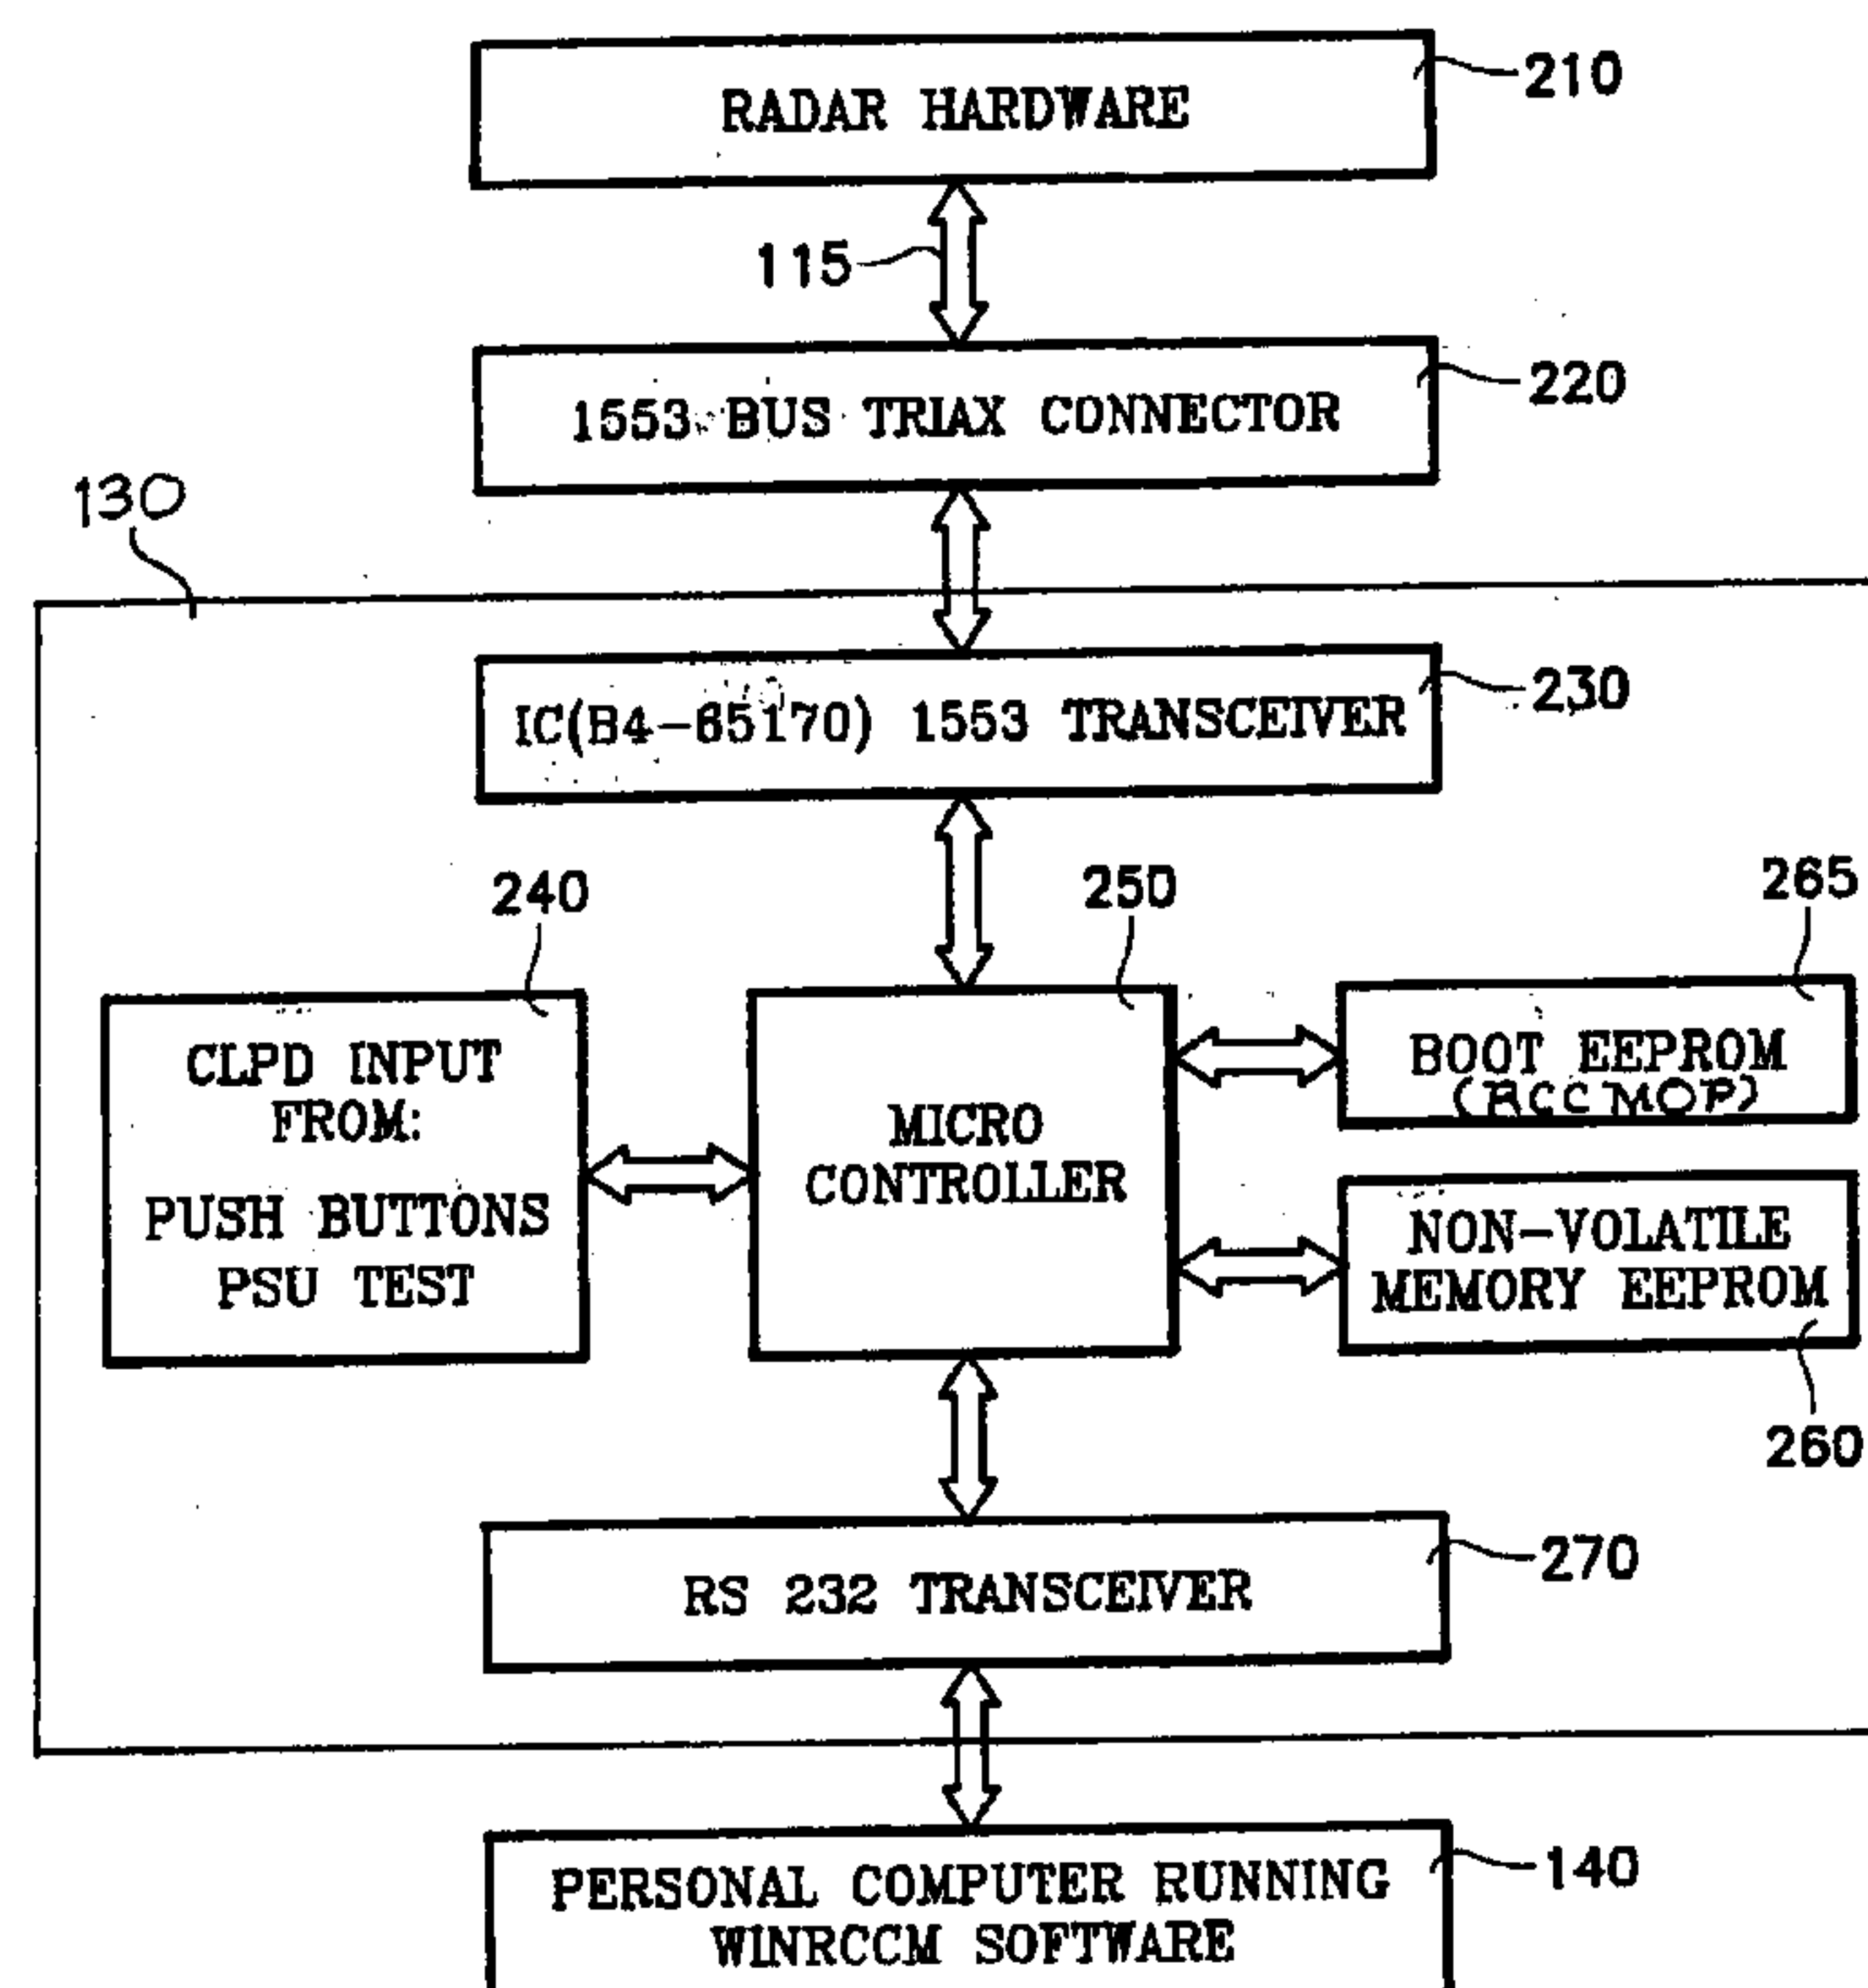 RADAR HARDWARE
210
115
1553 BUS TRIAX CONNECTOR
220
130
IC(B4-65170) 1553 TRANSCEIVER
230
240
250
265
CLPD INPUT
FROM:
PUSH BUTTONS
PSU TEST
MICRO
CONTROLLER
BOOT EEPROM
(RCCMOP)
NON-VOLATILE
MEMORY EEPROM
260
RS 232 TRANSCEIVER
270
PERSONAL COMPUTER RUNNING
WINRCCM SOFTWARE
140